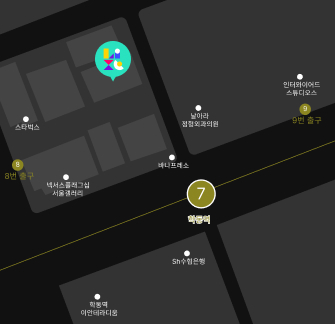 스타벅스
인터와이어드
스튜디오스
9
9번 출구
날아라
정형외과의원
8
8번 출구
바나프레소
넥서스플래그십
서울갤러리
7
학동역
Sh수협은행
학동역
이안테라디움